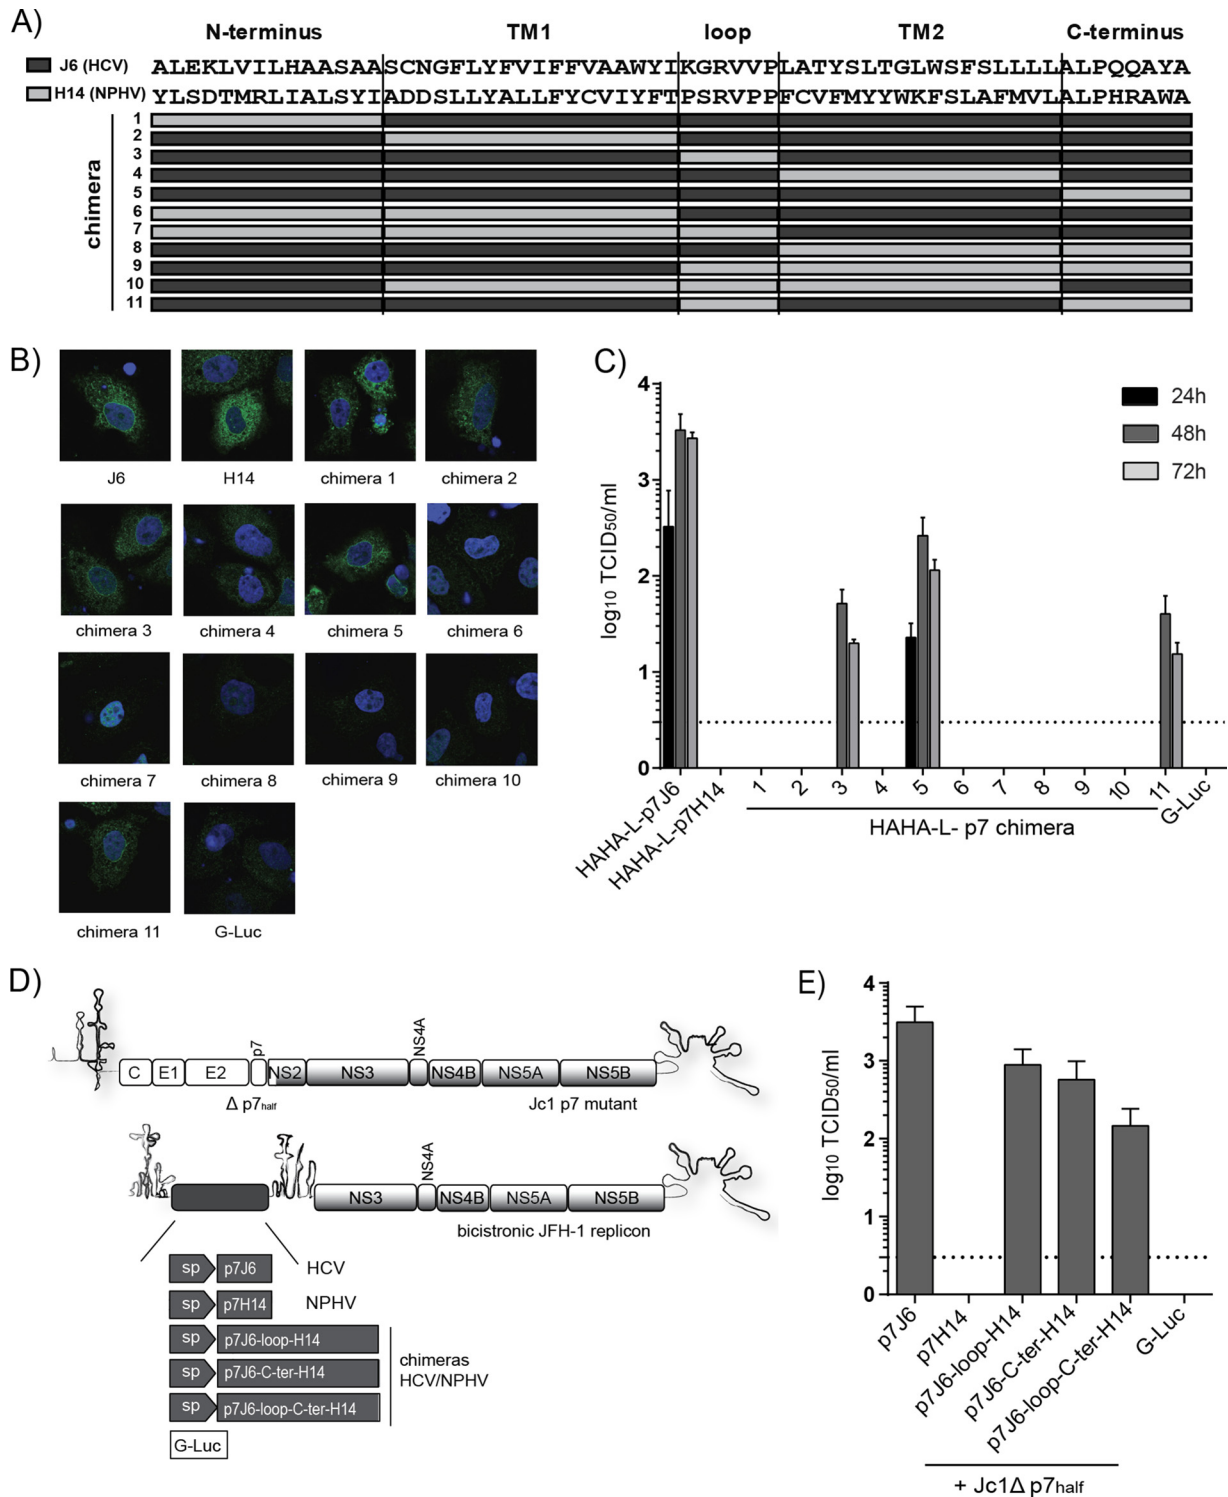 A)
N-terminus TM1 loop TM2 C-terminus
J6 (HCV) ALEKLVILHAASAASCNGFLYFVIFFVAAWYIKGRVVPLATYSLTGLWSFSLLLLALPQQAYA
H14 (NPHV) YLSDTMRLIALSYIADDSLLYALLFYCVIYFTPSRVPPFCVFMYYWKFSLAFMVLALPHRAWA
chimera
1
2
3
4
5
6
7
8
9
10
11
B)
J6 H14 chimera 1 chimera 2
chimera 3 chimera 4 chimera 5 chimera 6
chimera 7 chimera 8 chimera 9 chimera 10
chimera 11 G-Luc
C)
log10 TCID50/ml
4
3
2
1
0
24h
48h
72h
HAHA-L-p7J6 HAHA-L-p7H14 1 2 3 4 5 6 7 8 9 10 11 G-Luc
HAHA-L- p7 chimera
D)
C E1 E2 p7 NS2 NS3 NS4A NS4B NS5A NS5B
Δ p7half Jc1 p7 mutant
NS3 NS4A NS4B NS5A NS5B
bicistronic JFH-1 replicon
sp p7J6 HCV
sp p7H14 NPHV
sp p7J6-loop-H14
sp p7J6-C-ter-H14
sp p7J6-loop-C-ter-H14
chimeras
HCV/NPHV
G-Luc
E)
log10 TCID50/ml
4
3
2
1
0
p7J6 p7H14 p7J6-loop-H14 p7J6-C-ter-H14 p7J6-loop-C-ter-H14 G-Luc
+ Jc1Δ p7half